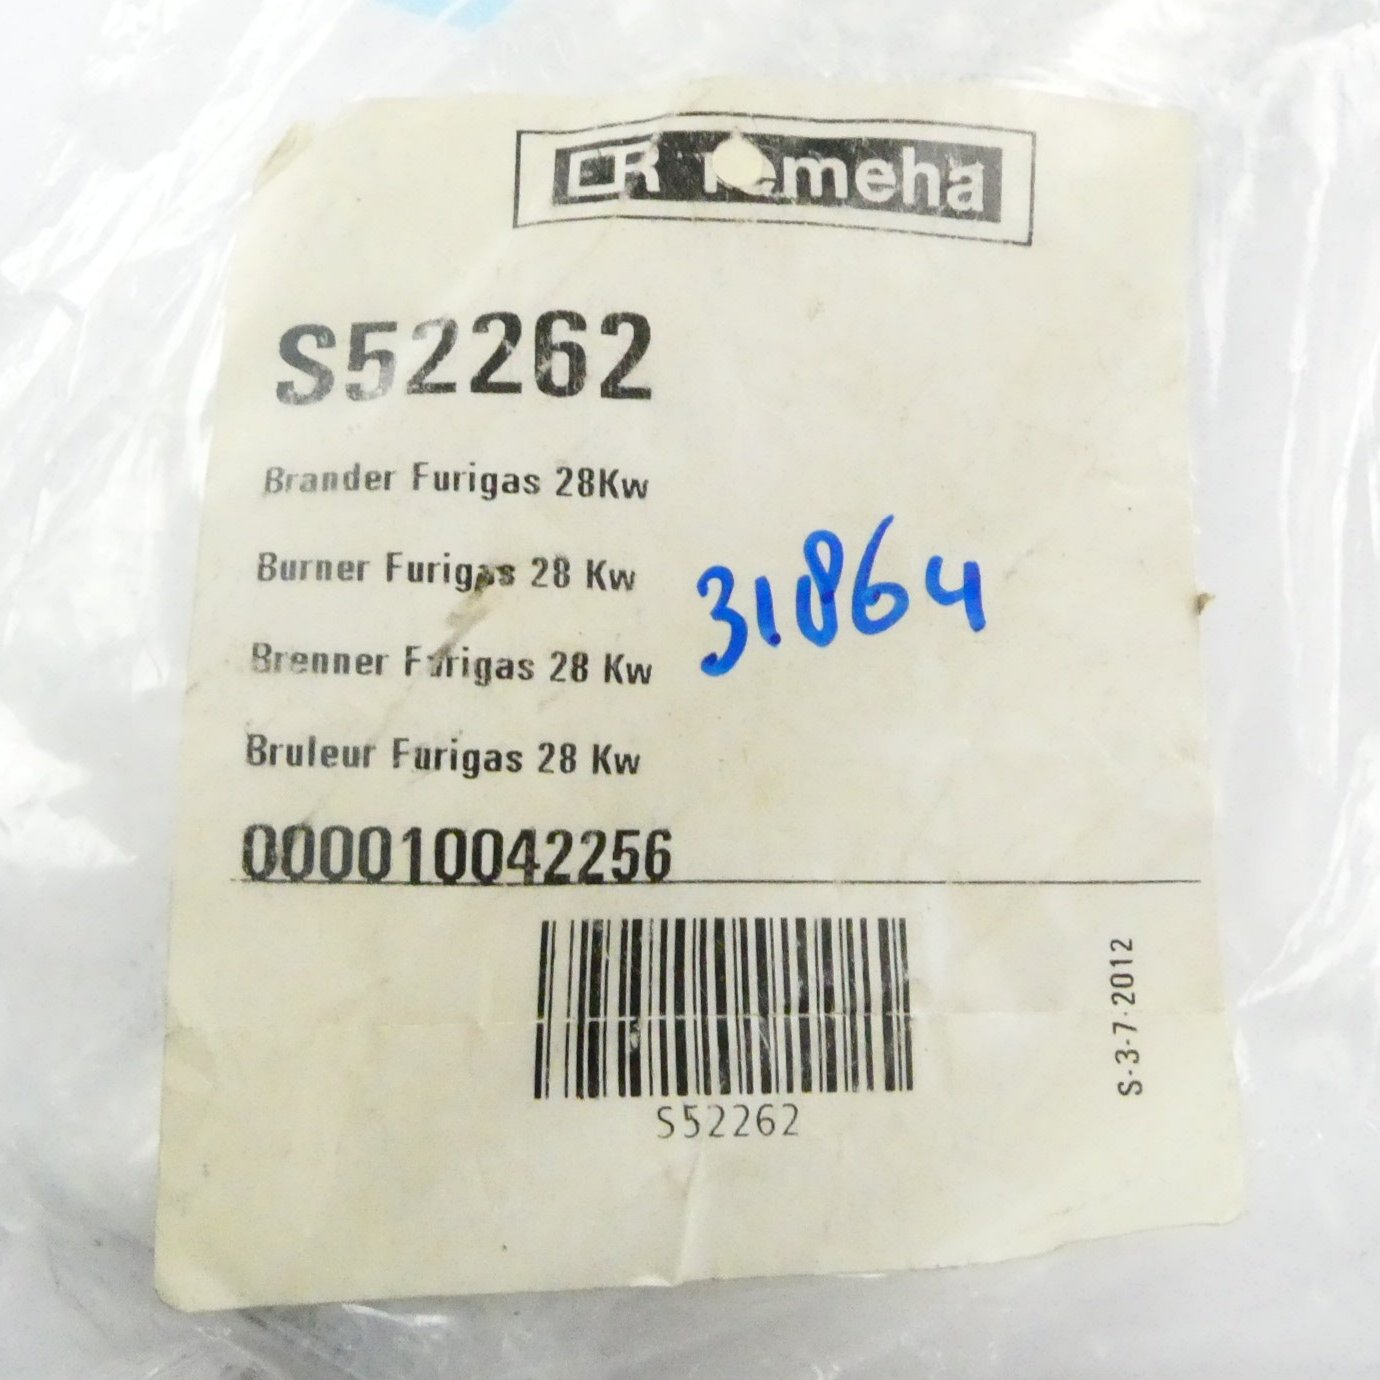 remeha
S52262
Brander Furigas 28Kw
Burner Furigas 28 Kw
31864
Brenner Furigas 28 Kw
Bruleur Furigas 28 Kw
000010042256
S52262
S-3-7-2012